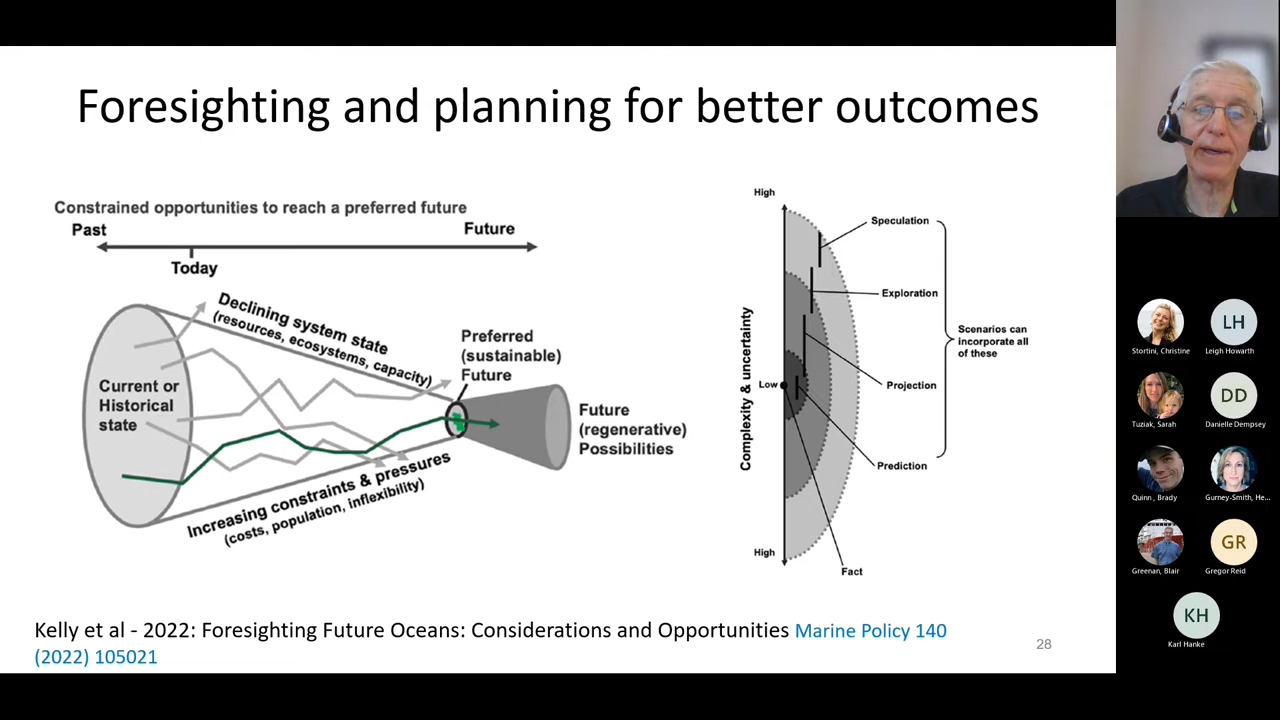 Foresighting and planning for better outcomes
Constrained opportunities to reach a preferred future
Past
Future
Today
Declining system state
(resources, ecosystems, capacity)
Current or
Historical
state
Preferred
(sustainable)
Future
Future
(regenerative)
Possibilities
Increasing constraints & pressures
(costs, population, inflexibility)
High
Speculation
Exploration
Complexity & uncertainty
Scenarios can
incorporate all
of these
Low
Projection
Prediction
High
Fact
Kelly et al - 2022: Foresighting Future Oceans: Considerations and Opportunities Marine Policy 140
(2022) 105021
28
LH
Stortini, Christine
Leigh Howarth
DD
Tuziak, Sarah
Danielle Dempsey
Quinn , Brady
Gurney-Smith, He...
GR
Greenan, Blair
Gregor Reid
KH
Karl Hanke